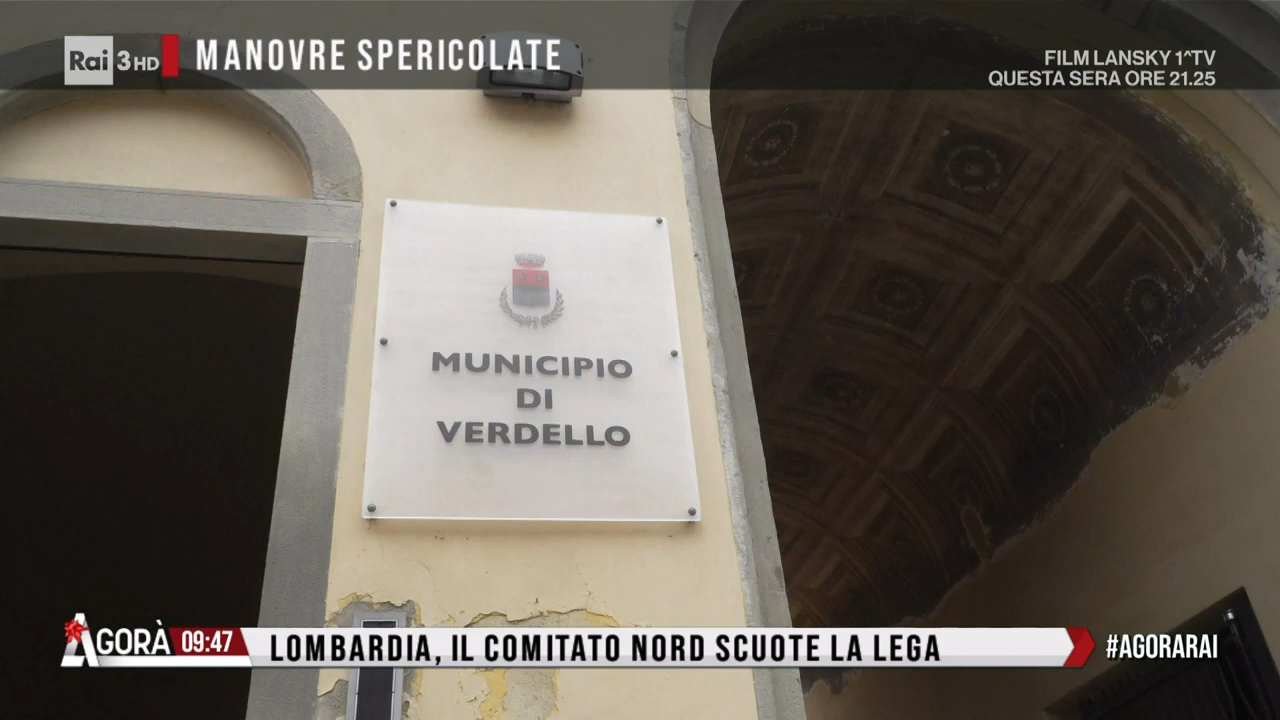 Rai 3HD MANOVRE SPERICOLATE
FILM LANSKY 1^TV
QUESTA SERA ORE 21.25
MUNICIPIO
DI
VERDELLO
AGORÀ 09:47 LOMBARDIA, IL COMITATO NORD SCUOTE LA LEGA #AGORARAI